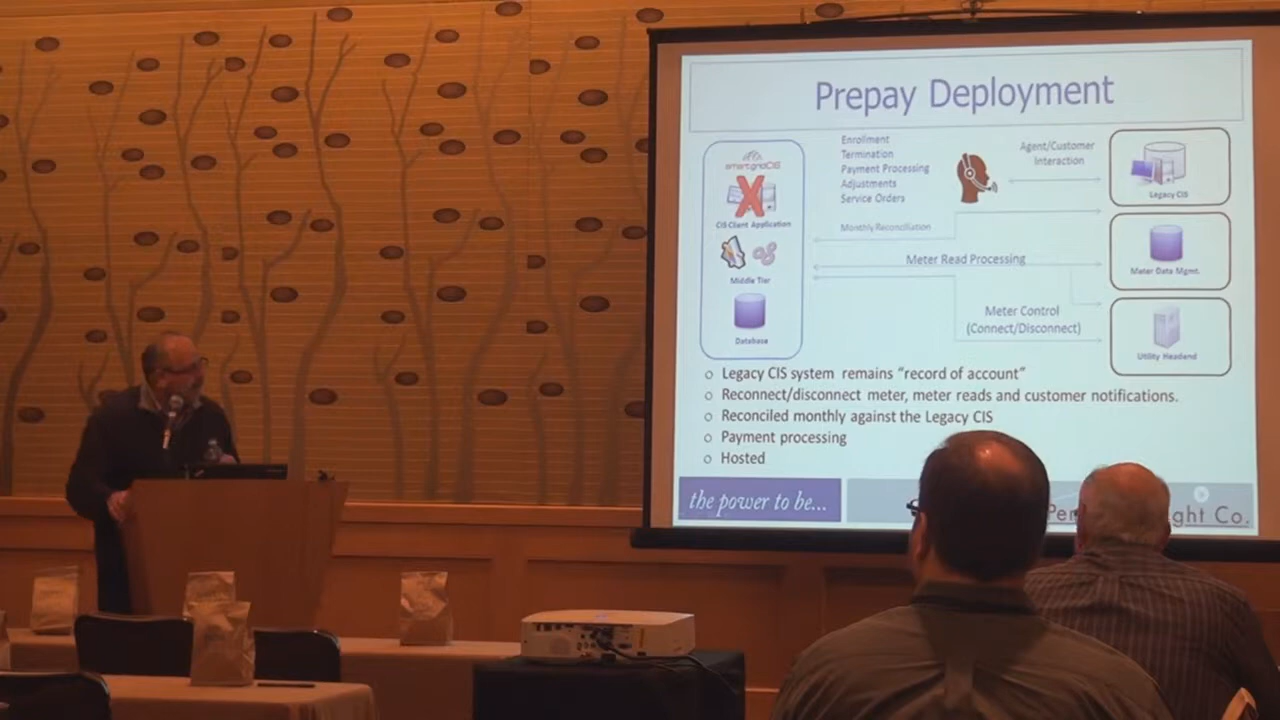 Prepay Deployment
smartgridCIS
CIS Client Application
Middle Tier
Database
Enrollment
Termination
Payment Processing
Adjustments
Service Orders
Agent/Customer
Interaction
Monthly Reconciliation
Meter Read Processing
Meter Control
(Connect/Disconnect)
Legacy CIS
Meter Data Mgmt.
Utility Headend
o Legacy CIS system remains “record of account”
o Reconnect/disconnect meter, meter reads and customer notifications.
o Reconciled monthly against the Legacy CIS
o Payment processing
o Hosted
the power to be...
Co.